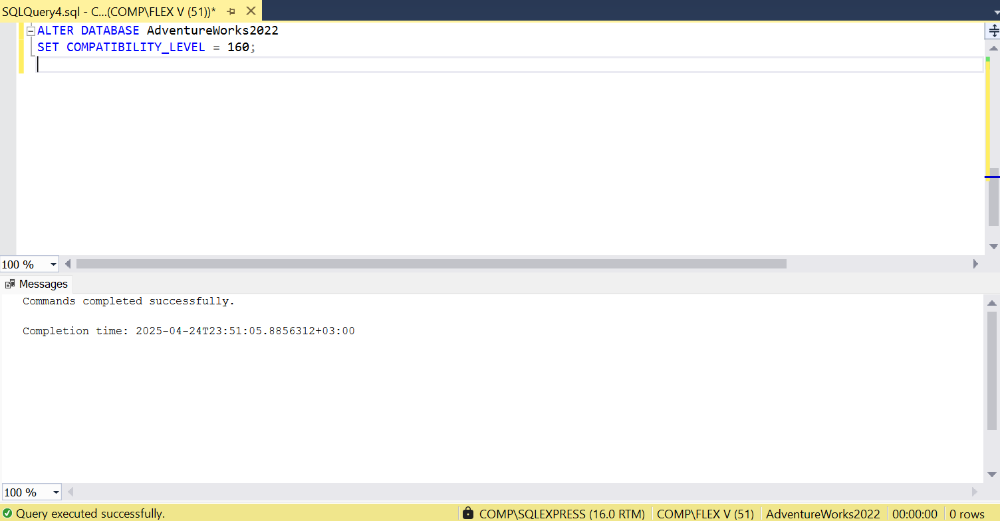 SQLQuery4.sql - C...(COMP\FLEX V (51))*
ALTER DATABASE AdventureWorks2022
SET COMPATIBILITY_LEVEL = 160;
100 %
Messages
Commands completed successfully.
Completion time: 2025-04-24T23:51:05.8856312+03:00
100 %
Query executed successfully. COMP\SQLEXPRESS (16.0 RTM) COMP\FLEX V (51) AdventureWorks2022 00:00:00 0 rows